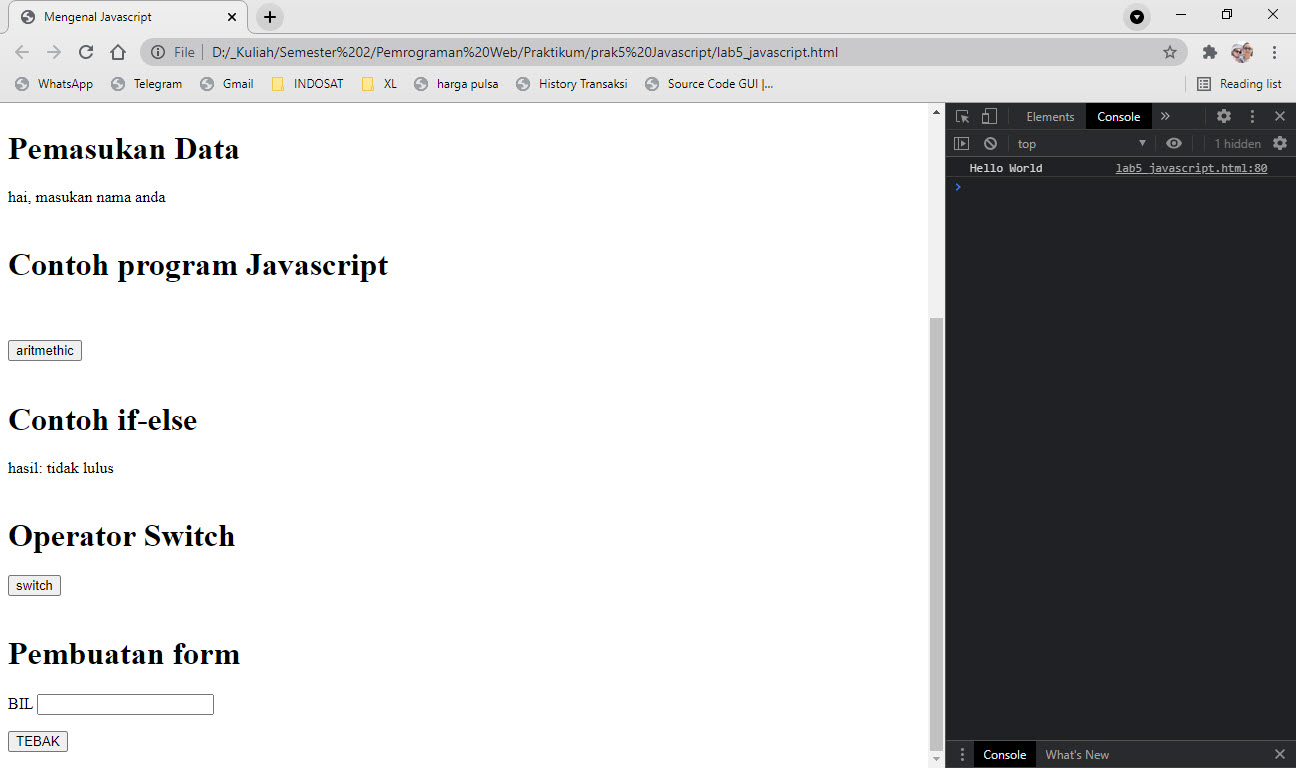 Mengenal Javascript
File D:/_Kuliah/Semester%202/Pemrograman%20Web/Praktikum/prak5%20Javascript/lab5_javascript.html
WhatsApp Telegram Gmail INDOSAT XL harga pulsa History Transaksi Source Code GUI |... Reading list
Pemasukan Data
hai, masukan nama anda
Contoh program Javascript
aritmethic
Contoh if-else
hasil: tidak lulus
Operator Switch
switch
Pembuatan form
BIL
TEBAK
Elements Console
top 1 hidden
Hello World lab5_javascript.html:80
Console What's New